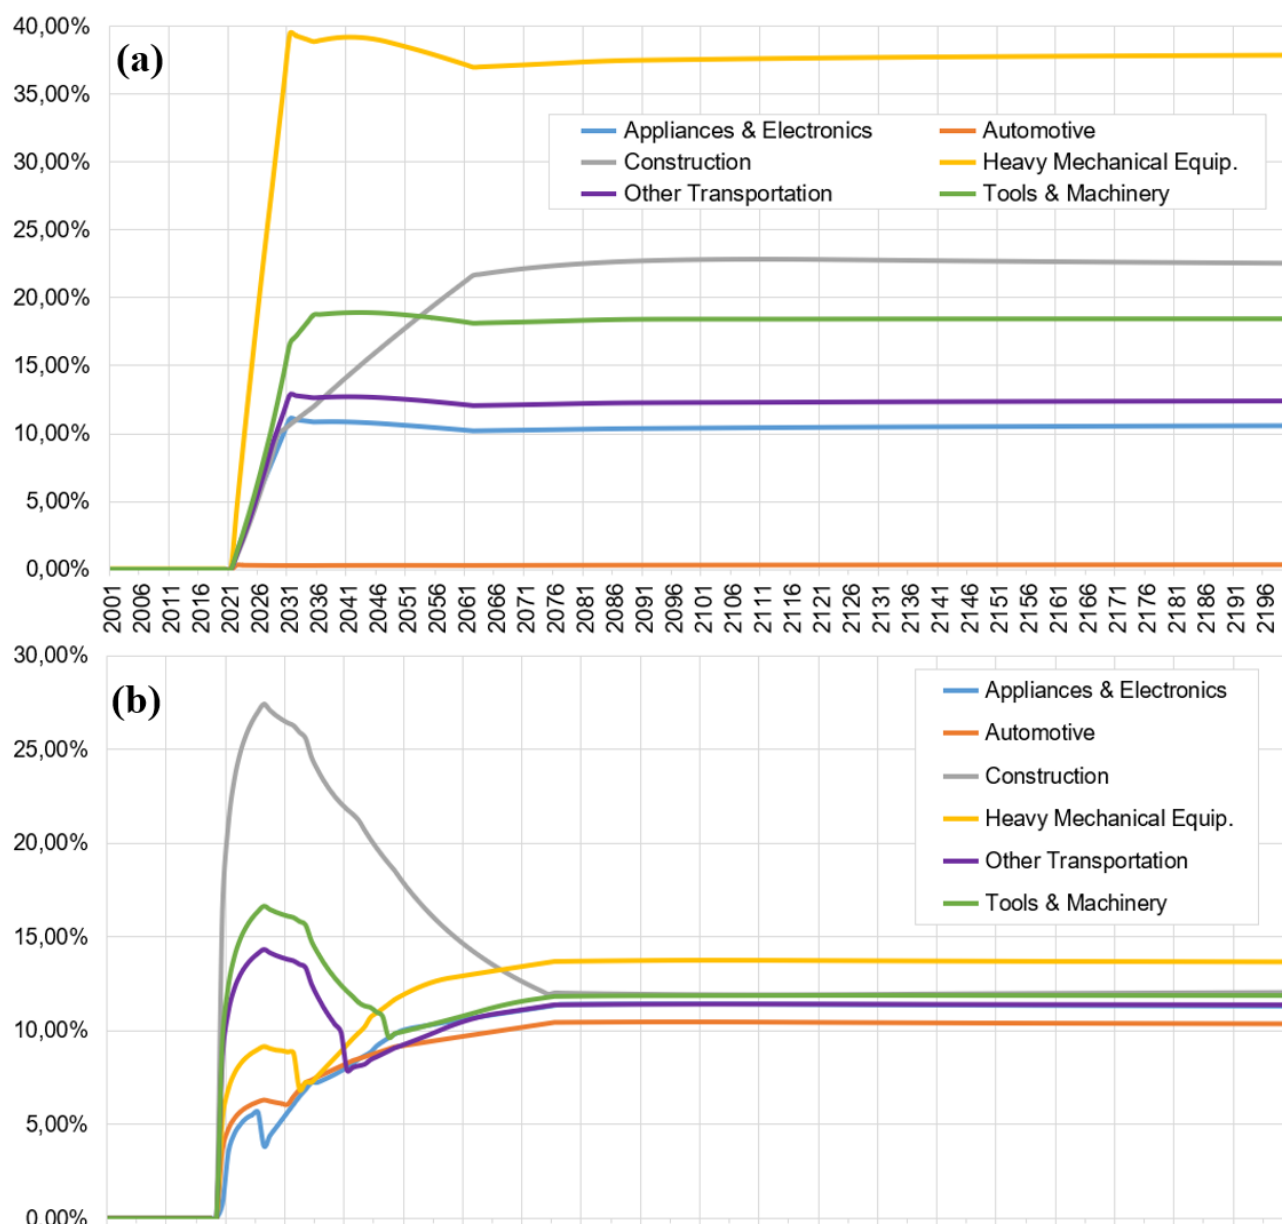 40,00%
(a)
35,00%
Appliances & Electronics Automotive
30,00%
Construction Heavy Mechanical Equip.
Other Transportation Tools & Machinery
25,00%
20,00%
15,00%
10,00%
5,00%
0,00%
2001 2006 2011 2016 2021 2026 2031 2036 2041 2046 2051 2056 2061 2066 2071 2076 2081 2086 2091 2096 2101 2106 2111 2116 2121 2126 2131 2136 2141 2146 2151 2156 2161 2166 2171 2176 2181 2186 2191 2196
30,00%
(b)
Appliances & Electronics
Automotive
25,00%
Construction
Heavy Mechanical Equip.
20,00%
Other Transportation
Tools & Machinery
15,00%
10,00%
5,00%
0,00%